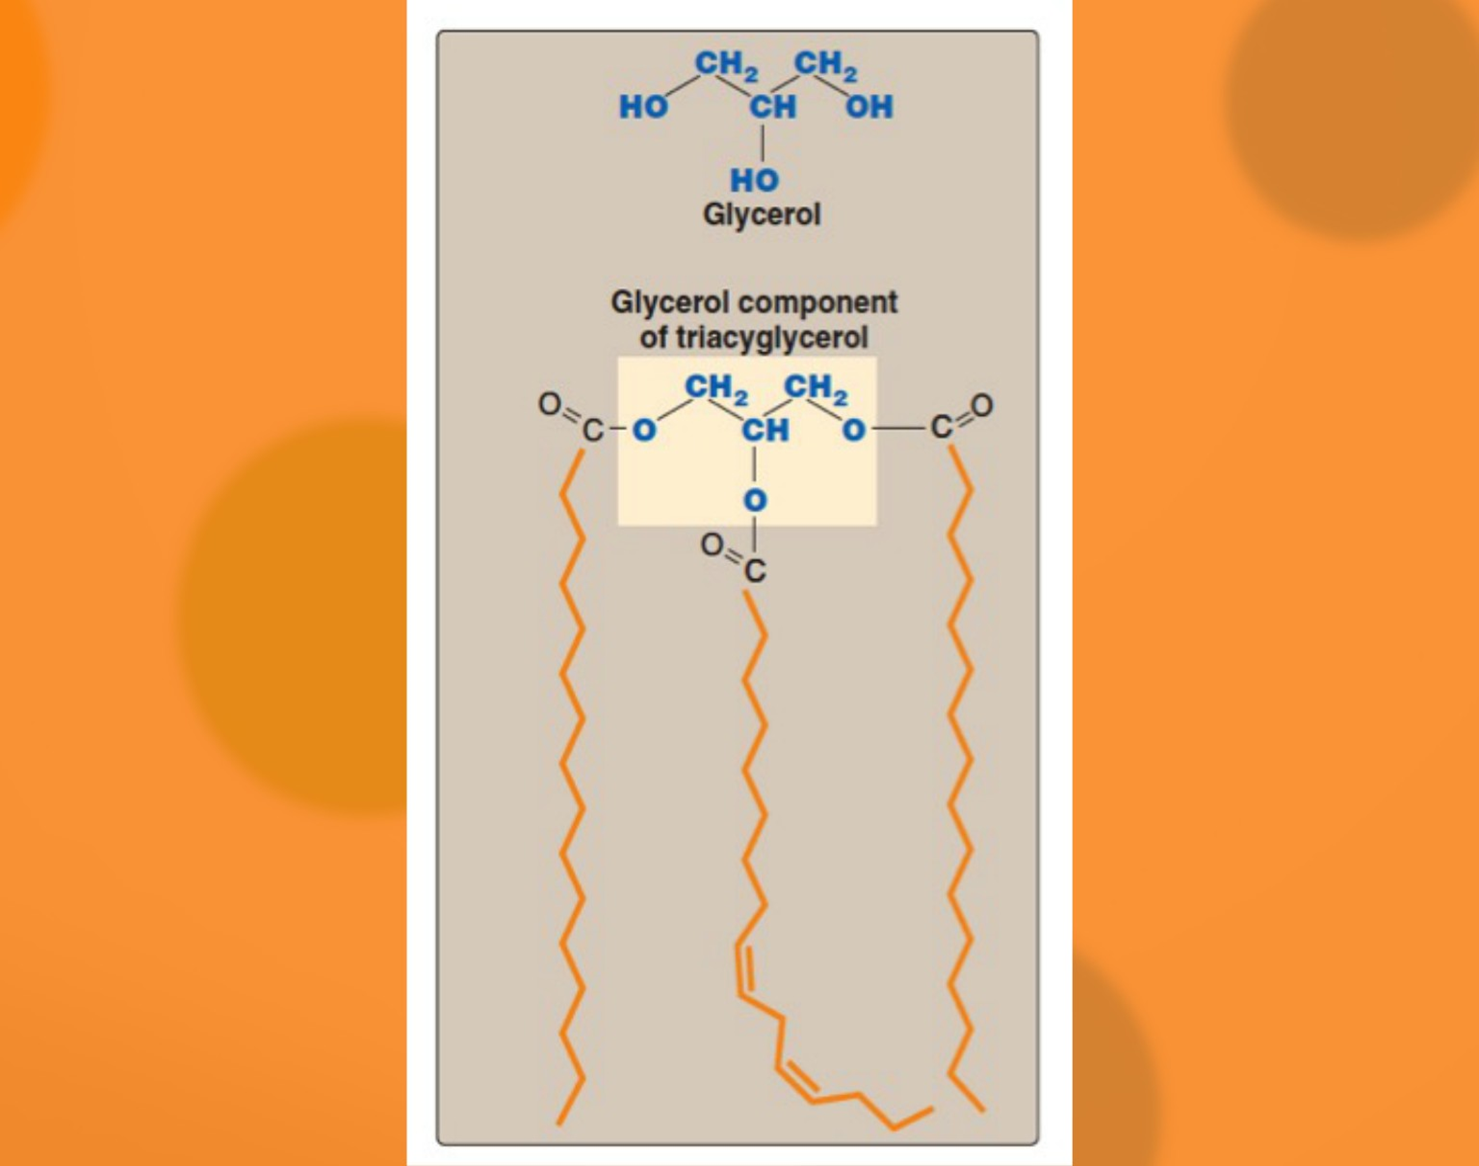 CH2 CH2
HO CH OH
HO
Glycerol
Glycerol component
of triacyglycerol
CH2 CH2
O C O CH O C O
O
O C